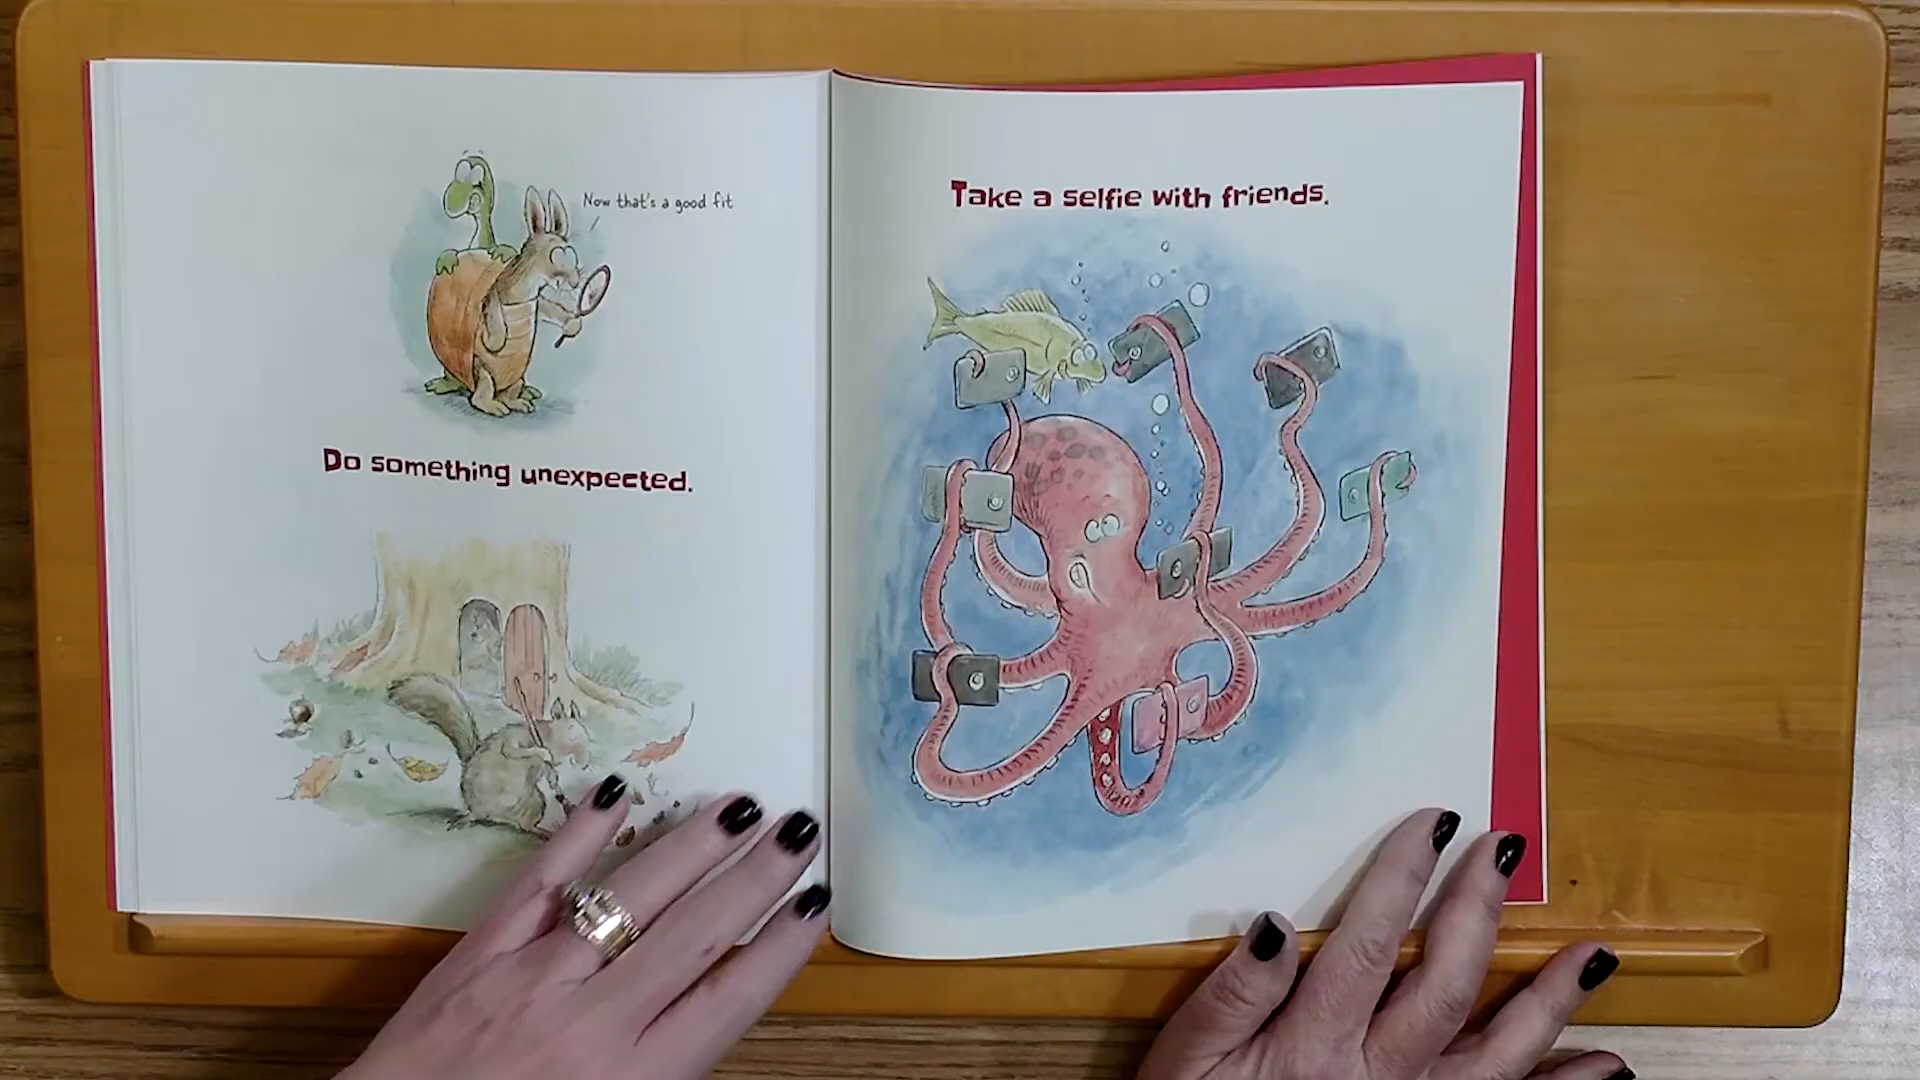 Now that's a good fit
Do something unexpected.
Take a selfie with friends.